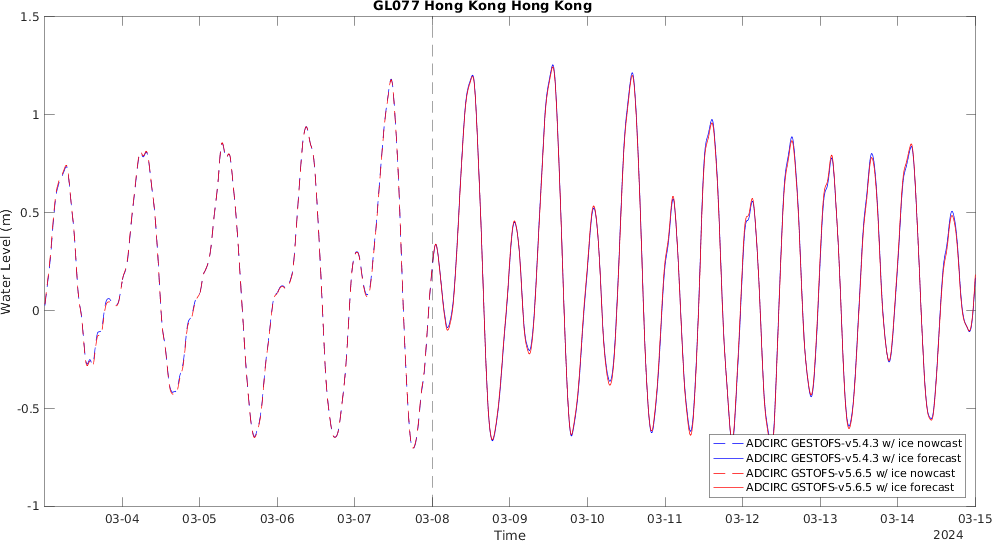 GL077 Hong Kong Hong Kong
1.5
1
0.5
0
-0.5
-1
Water Level (m)
ADCIRC GESTOFS-v5.4.3 w/ ice nowcast
ADCIRC GESTOFS-v5.4.3 w/ ice forecast
ADCIRC GSTOFS-v5.6.5 w/ ice nowcast
ADCIRC GSTOFS-v5.6.5 w/ ice forecast
03-04 03-05 03-06 03-07 03-08 03-09 03-10 03-11 03-12 03-13 03-14 03-15
Time
2024